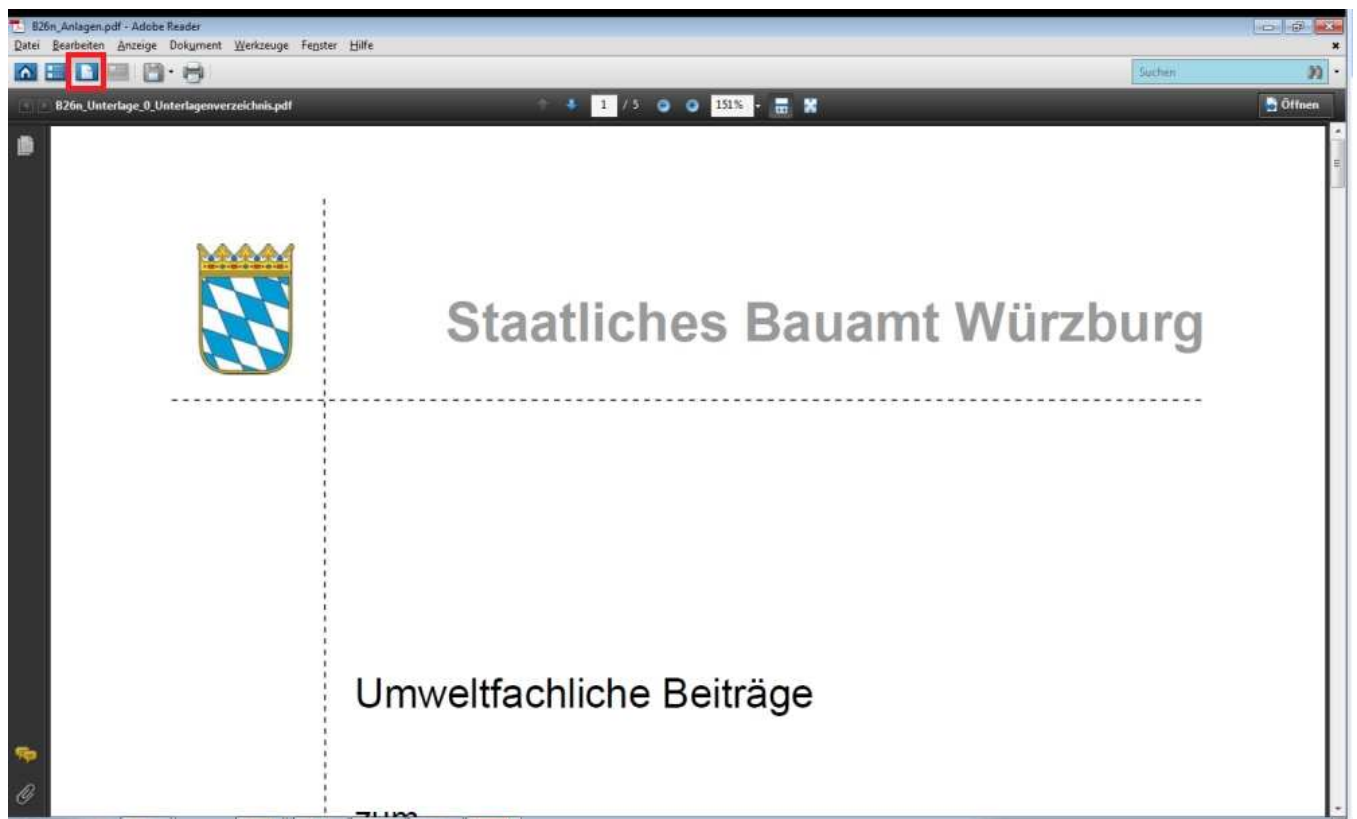 B26n_Anlagen.pdf - Adobe Reader
Datei Bearbeiten Anzeige Dokument Werkzeuge Fenster Hilfe
Suchen
B26n_Unterlage_0_Unterlagenverzeichnis.pdf 1 / 5 151% Öffnen
Staatliches Bauamt Würzburg
Umweltfachliche Beiträge
zum